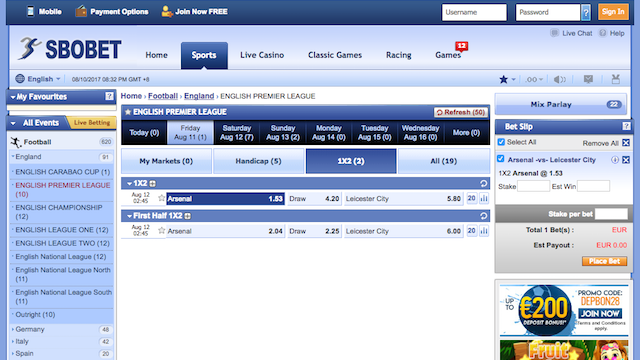 Mobile Payment Options Join Now FREE Username Password ? Sign In
Live Chat Help
SBOBET
Home Sports Live Casino Classic Games Racing Games 12
English 08/10/2017 08:32 PM GMT +8 .00
My Favourites ?
All Events Live Betting
Football 620
England 91
ENGLISH CARABAO CUP (1)
ENGLISH PREMIER LEAGUE (10)
ENGLISH CHAMPIONSHIP (12)
ENGLISH LEAGUE ONE (12)
ENGLISH LEAGUE TWO (12)
English National League (12)
English National League North (11)
English National League South (11)
Outright (10)
Germany 48
Italy 42
Spain 48
Home › Football › England › ENGLISH PREMIER LEAGUE
ENGLISH PREMIER LEAGUE Refresh (50)
Today (0)
Friday Aug 11 (1)
Saturday Aug 12 (7)
Sunday Aug 13 (2)
Monday Aug 14 (0)
Tuesday Aug 15 (0)
Wednesday Aug 16 (0)
More (0)
My Markets (0) Handicap (5) 1X2 (2) All (19)
1X2
Aug 12 02:45 Arsenal 1.53 Draw 4.20 Leicester City 5.80 20
First Half 1X2
Aug 12 02:45 Arsenal 2.04 Draw 2.25 Leicester City 6.00 20
Mix Parlay 22
Bet Slip
Select All Remove All
Arsenal -vs- Leicester City
1X2 Arsenal @ 1.53
Stake Est Win
Stake per bet
Total 1 Bet(s) : EUR
Est Payout : EUR 0.00
Place Bet
UP TO €200 DEPOSIT BONUS!*
PROMO CODE:
DEPBON28
JOIN NOW
*Terms and Conditions apply.
Fruit